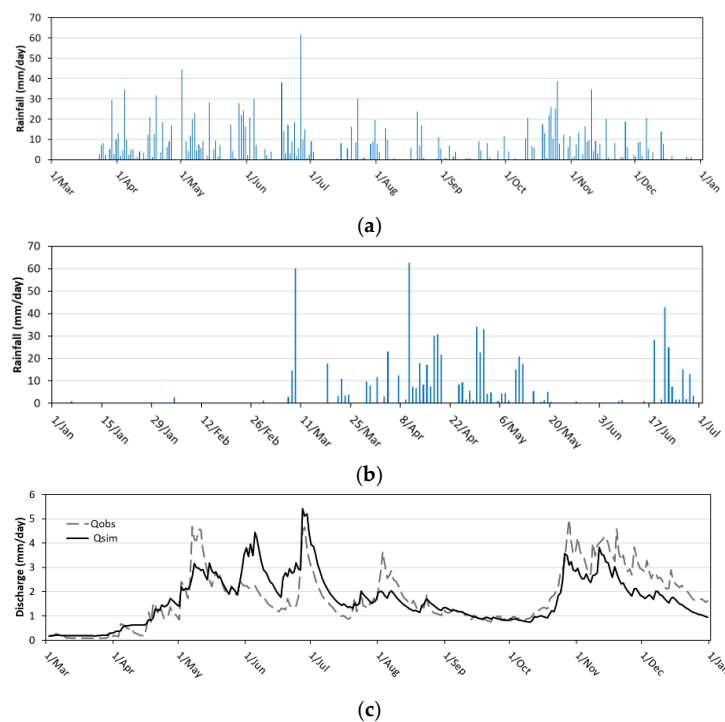 70
60
50
40
30
20
10
0
Rainfall (mm/day)
1/Mar 1/Apr 1/May 1/Jun 1/Jul 1/Aug 1/Sep 1/Oct 1/Nov 1/Dec 1/Jan
(a)
70
60
50
40
30
20
10
0
Rainfall (mm/day)
1/Jan 15/Jan 29/Jan 12/Feb 26/Feb 11/Mar 25/Mar 8/Apr 22/Apr 6/May 20/May 3/Jun 17/Jun 1/Jul
(b)
6
5
4
3
2
1
0
Discharge (mm/day)
Qobs
Qsim
1/Mar 1/Apr 1/May 1/Jun 1/Jul 1/Aug 1/Sep 1/Oct 1/Nov 1/Dec 1/Jan
(c)